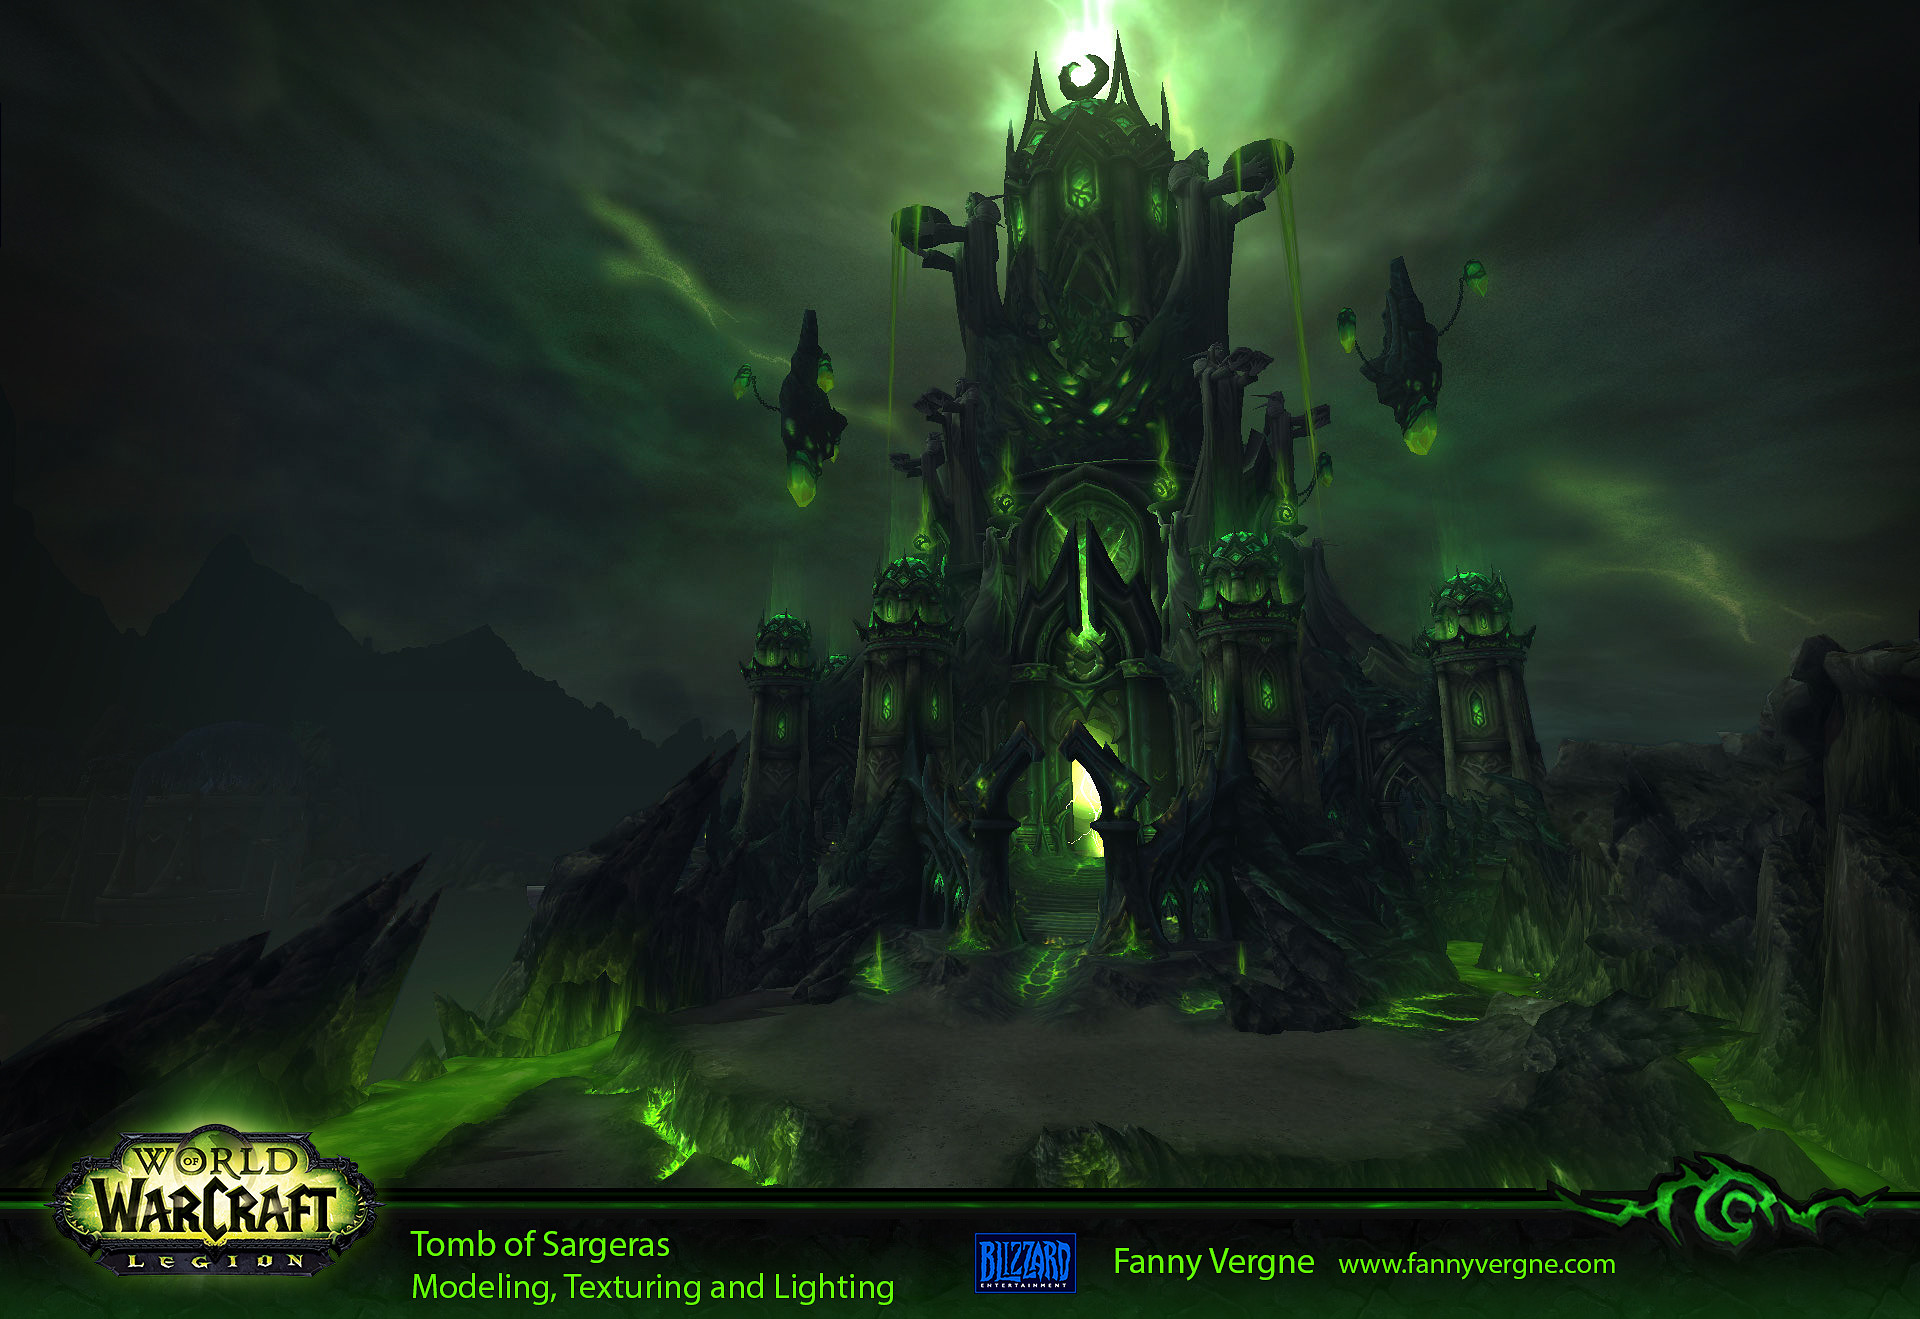 WORLD OF
WARCRAFT
LEGION
Tomb of Sargeras
Modeling, Texturing and Lighting
BLIZZARD
ENTERTAINMENT
Fanny Vergne www.fannyvergne.com